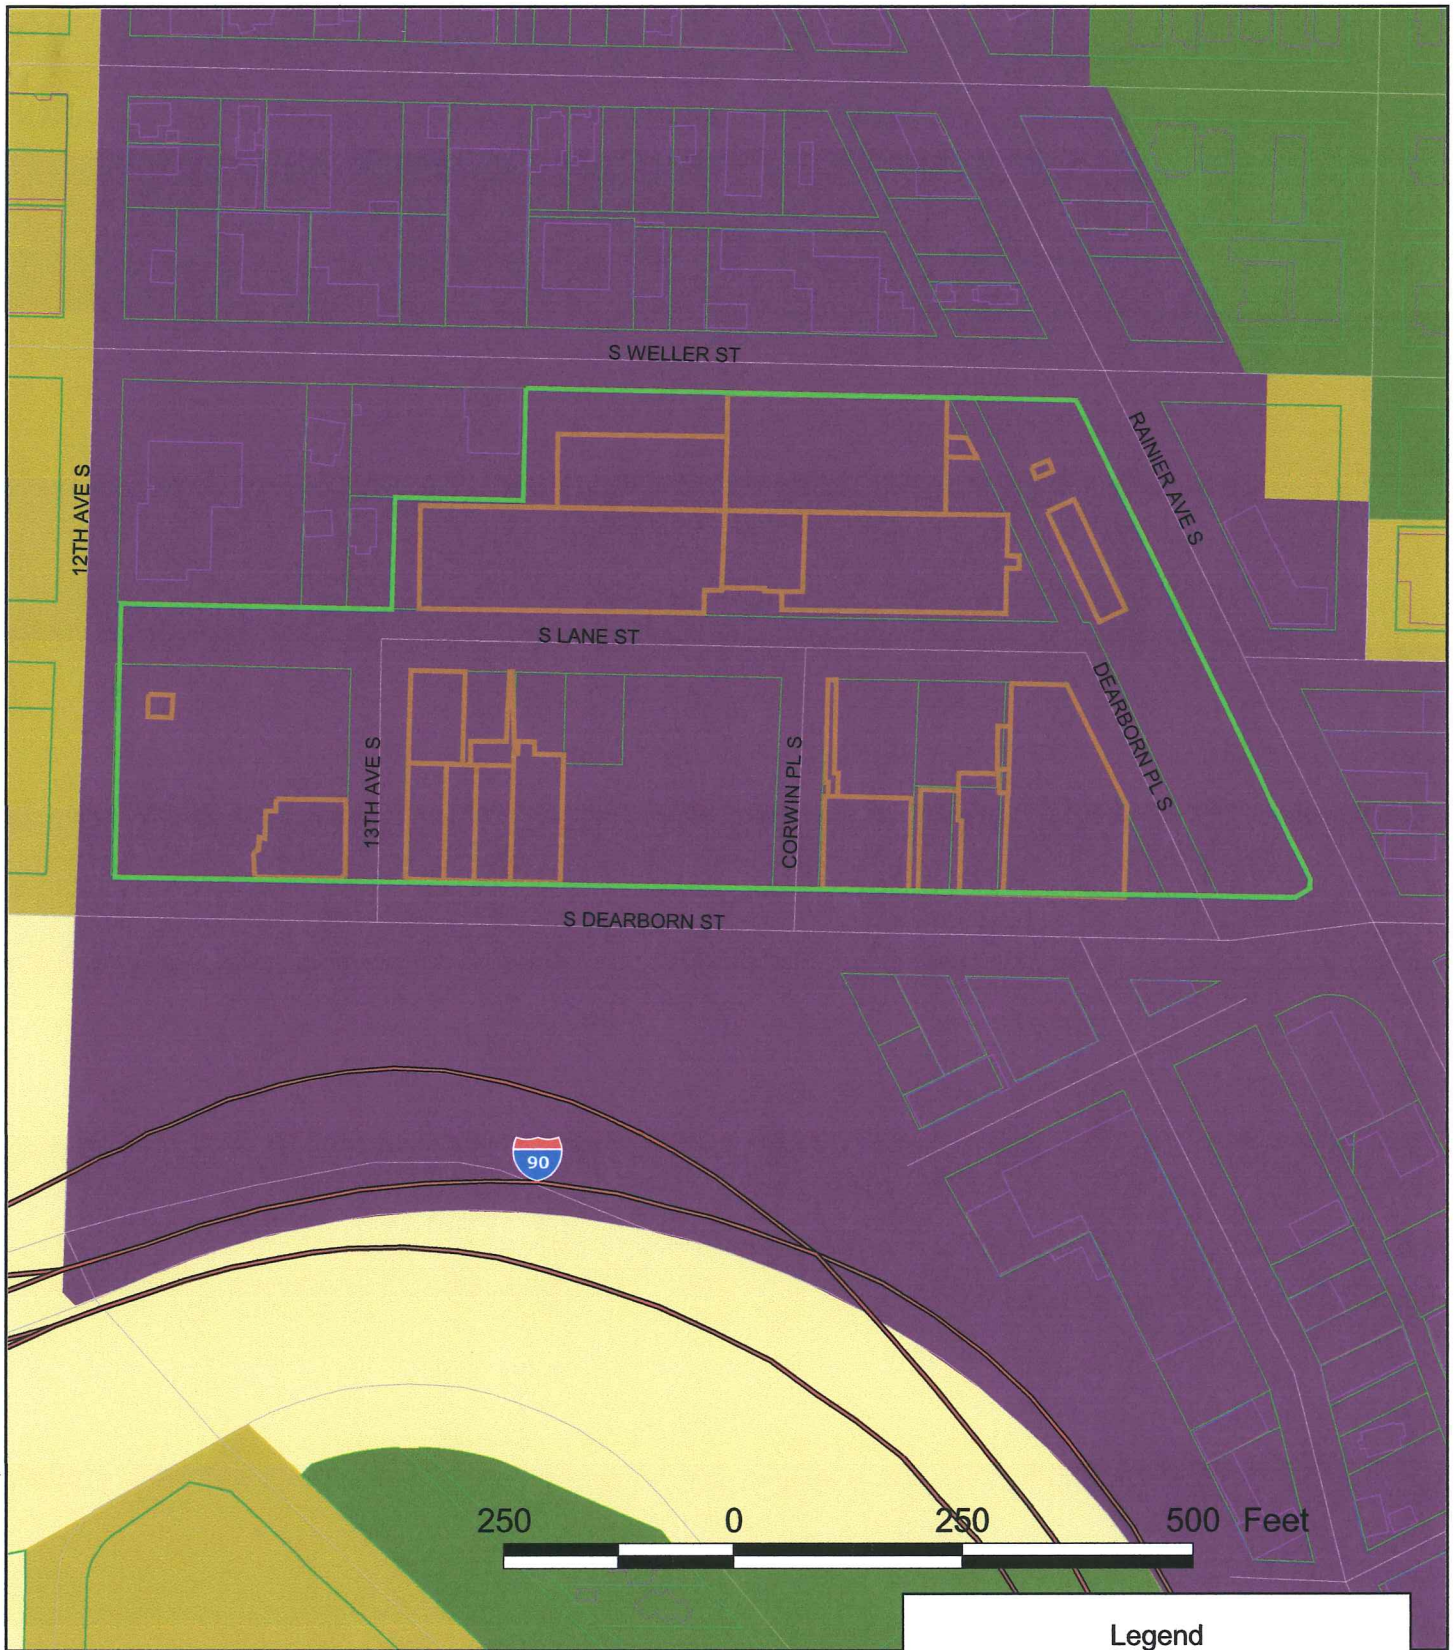 S WELLER ST
RAINIER AVE S
12TH AVE S
S LANE ST
DEARBORN PL S
13TH AVE S
CORWIN PL S
S DEARBORN ST
90
250 0 250 500 Feet
Legend